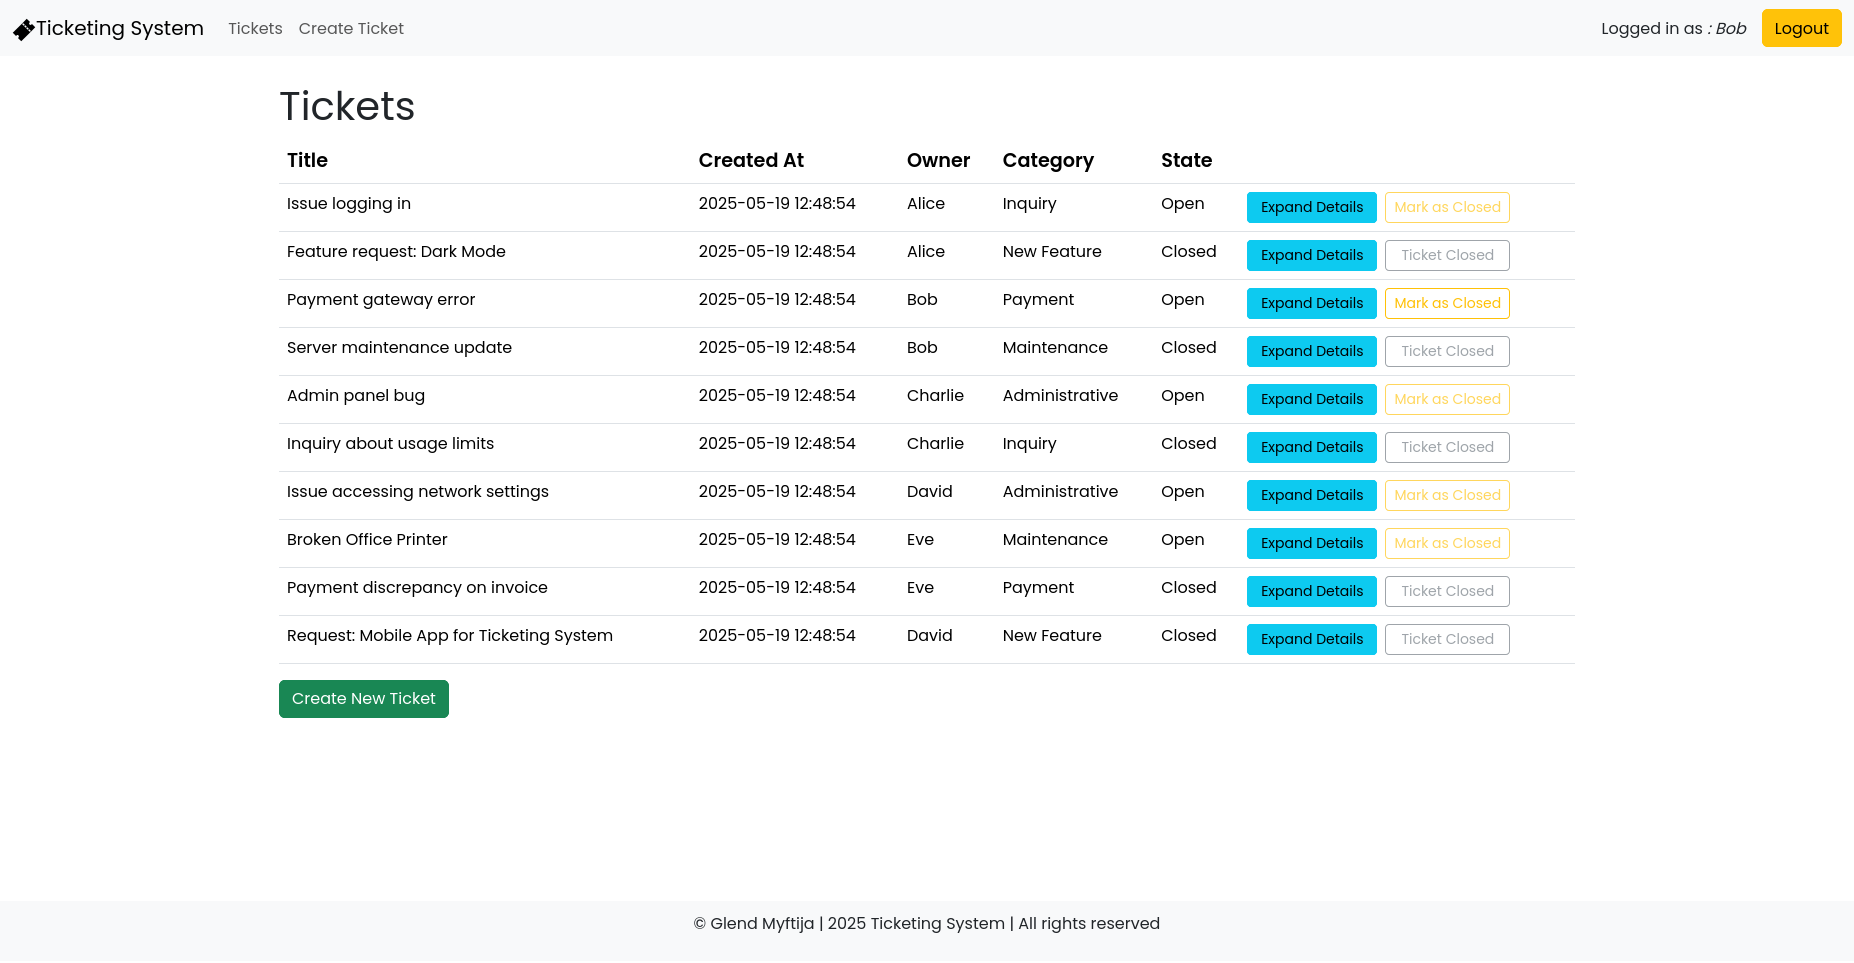 Ticketing System Tickets Create Ticket Logged in as : Bob Logout
Tickets
Title Created At Owner Category State
Issue logging in 2025-05-19 12:48:54 Alice Inquiry Open Expand Details Mark as Closed
Feature request: Dark Mode 2025-05-19 12:48:54 Alice New Feature Closed Expand Details Ticket Closed
Payment gateway error 2025-05-19 12:48:54 Bob Payment Open Expand Details Mark as Closed
Server maintenance update 2025-05-19 12:48:54 Bob Maintenance Closed Expand Details Ticket Closed
Admin panel bug 2025-05-19 12:48:54 Charlie Administrative Open Expand Details Mark as Closed
Inquiry about usage limits 2025-05-19 12:48:54 Charlie Inquiry Closed Expand Details Ticket Closed
Issue accessing network settings 2025-05-19 12:48:54 David Administrative Open Expand Details Mark as Closed
Broken Office Printer 2025-05-19 12:48:54 Eve Maintenance Open Expand Details Mark as Closed
Payment discrepancy on invoice 2025-05-19 12:48:54 Eve Payment Closed Expand Details Ticket Closed
Request: Mobile App for Ticketing System 2025-05-19 12:48:54 David New Feature Closed Expand Details Ticket Closed
Create New Ticket
© Glend Myftija | 2025 Ticketing System | All rights reserved